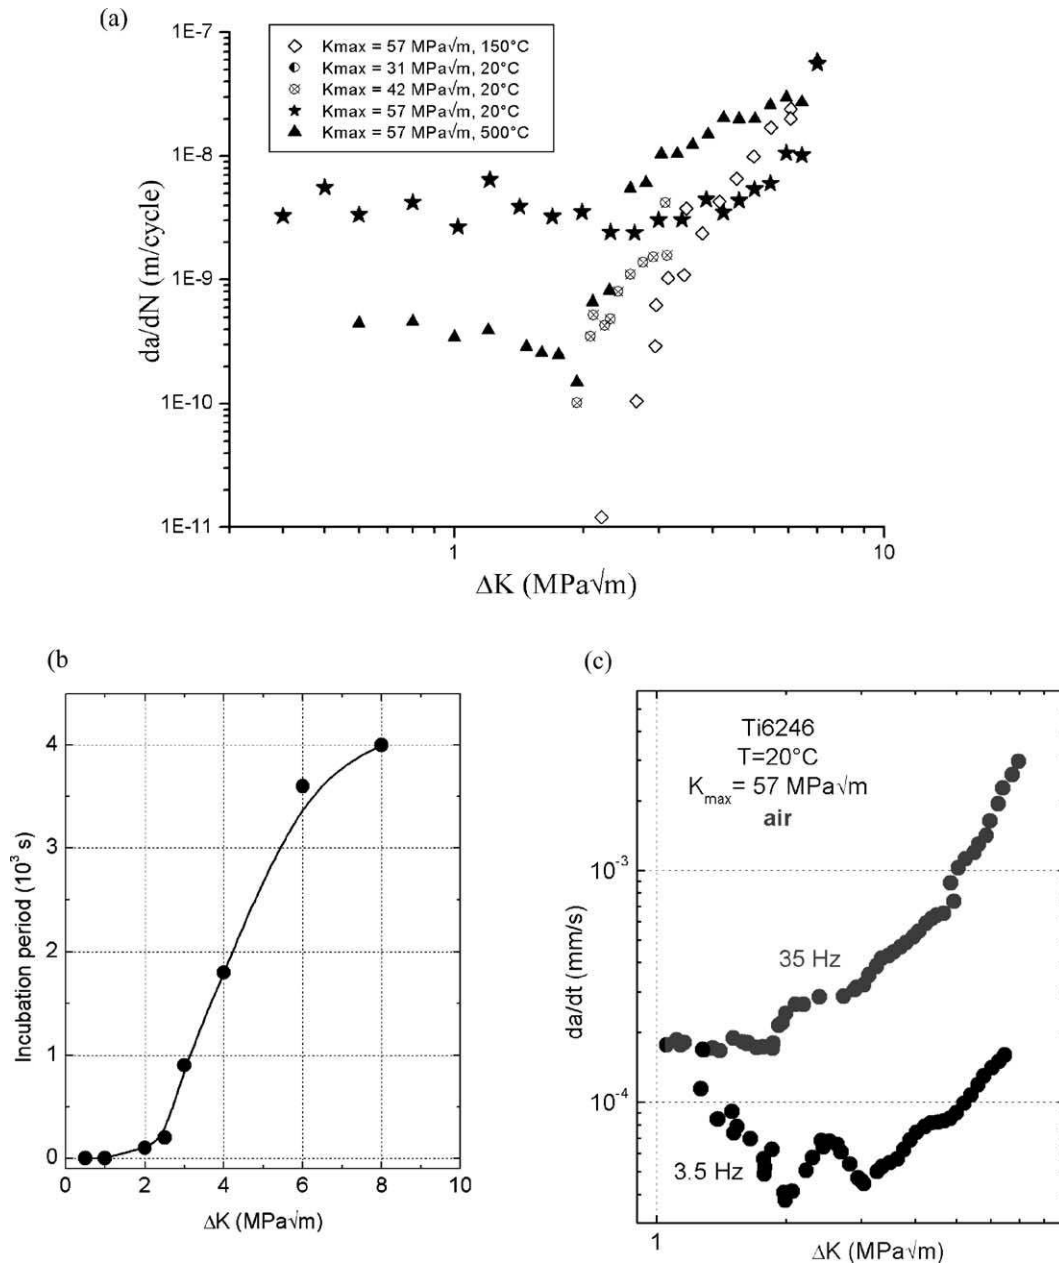 (a)
1E-7
1E-8
1E-9
1E-10
1E-11
da/dN (m/cycle)
Kmax = 57 MPa√m, 150°C
Kmax = 31 MPa√m, 20°C
Kmax = 42 MPa√m, 20°C
Kmax = 57 MPa√m, 20°C
Kmax = 57 MPa√m, 500°C
1
10
ΔK (MPa√m)
(b
4
3
2
1
0
Incubation period (10³ s)
0 2 4 6 8 10
ΔK (MPa√m)
(c)
Ti6246
T=20°C
Kmax= 57 MPa√m
air
10⁻³
10⁻⁴
da/dt (mm/s)
35 Hz
3.5 Hz
1
ΔK (MPa√m)